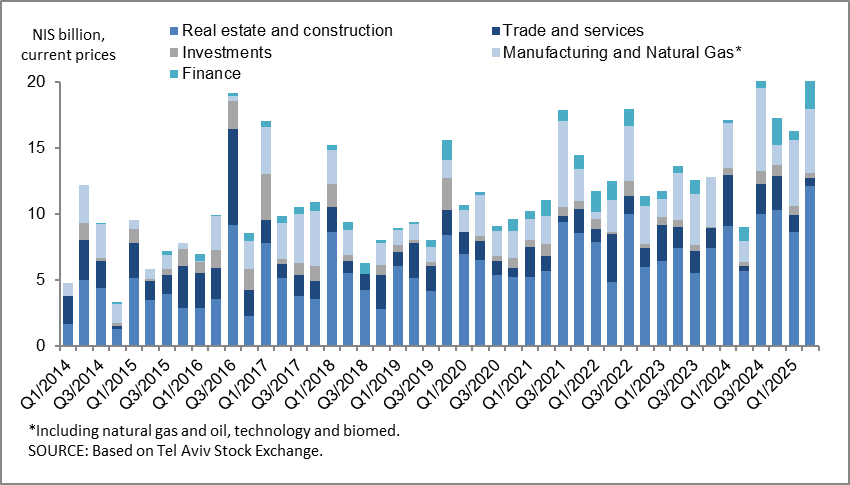 NIS billion,
current prices
Real estate and construction
Trade and services
Investments
Manufacturing and Natural Gas*
Finance
20
15
10
5
0
Q1/2014
Q3/2014
Q1/2015
Q3/2015
Q1/2016
Q3/2016
Q1/2017
Q3/2017
Q1/2018
Q3/2018
Q1/2019
Q3/2019
Q1/2020
Q3/2020
Q1/2021
Q3/2021
Q1/2022
Q3/2022
Q1/2023
Q3/2023
Q1/2024
Q3/2024
Q1/2025
*Including natural gas and oil, technology and biomed.
SOURCE: Based on Tel Aviv Stock Exchange.